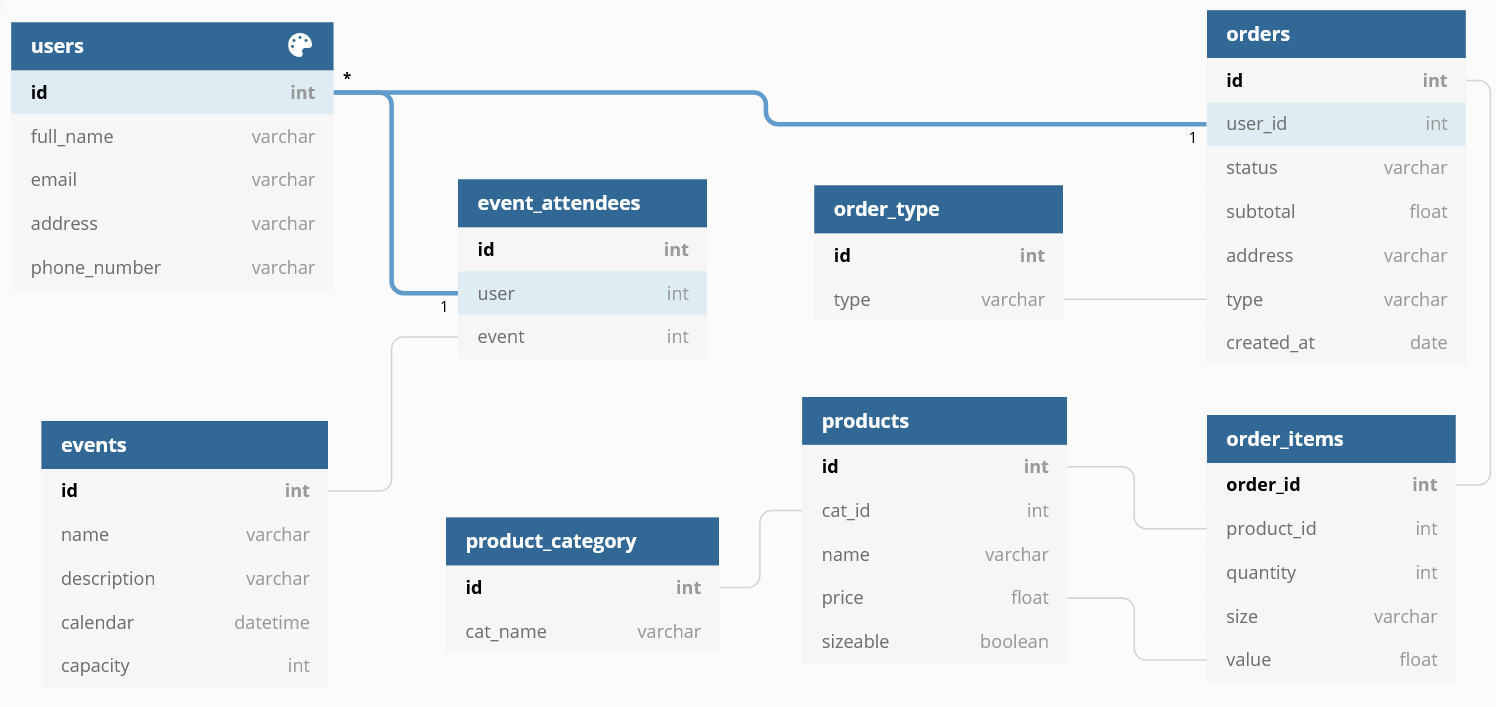 users
id int
full_name varchar
email varchar
address varchar
phone_number varchar
*
1
1
event_attendees
id int
user int
event int
order_type
id int
type varchar
orders
id int
user_id int
status varchar
subtotal float
address varchar
type varchar
created_at date
events
id int
name varchar
description varchar
calendar datetime
capacity int
product_category
id int
cat_name varchar
products
id int
cat_id int
name varchar
price float
sizeable boolean
order_items
order_id int
product_id int
quantity int
size varchar
value float